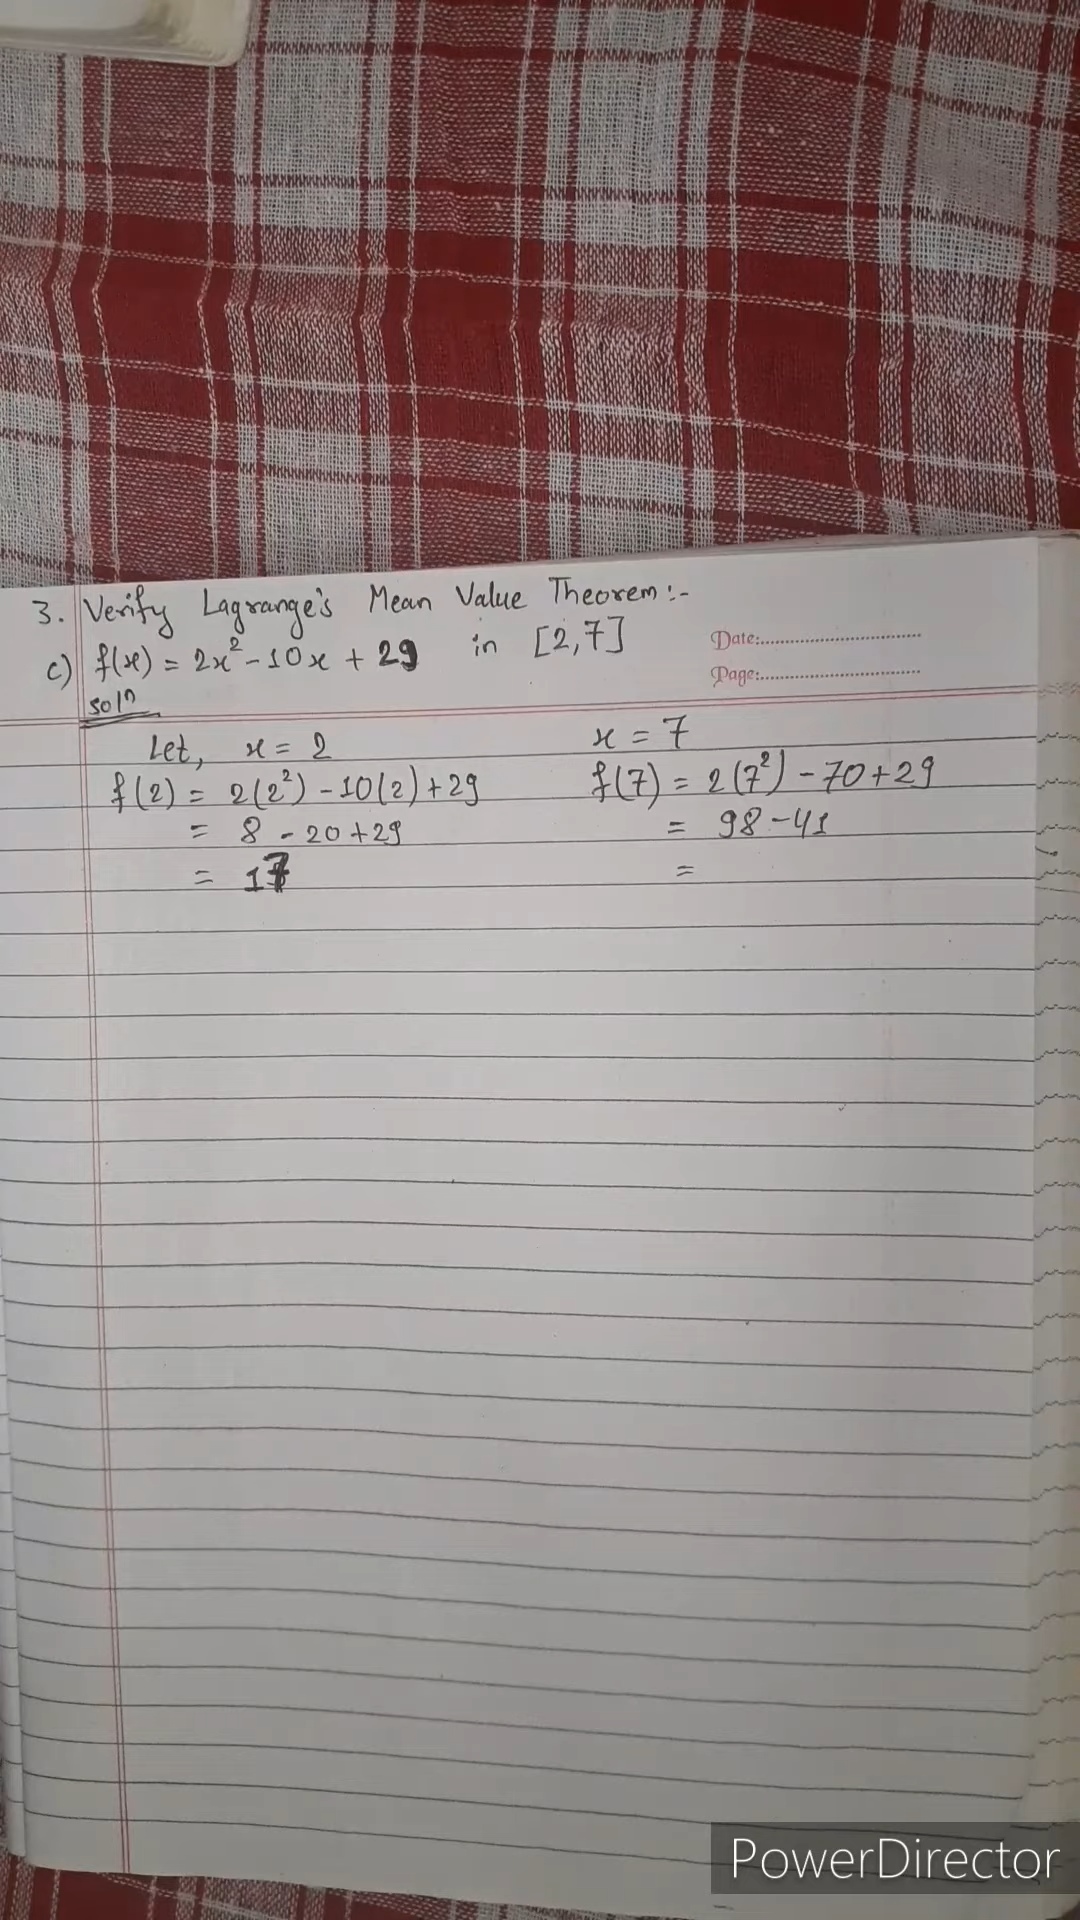 3. Verify Lagrange's Mean Value Theorem :-
c) f(x) = 2x² - 10x + 29 in [2,7]
Date:
Page:
Soln
Let, x = 2
f(2) = 2(2²) - 10(2) + 29
= 8 - 20 + 29
= 17
x = 7
f(7) = 2(7²) - 70 + 29
= 98 - 41
=
PowerDirector